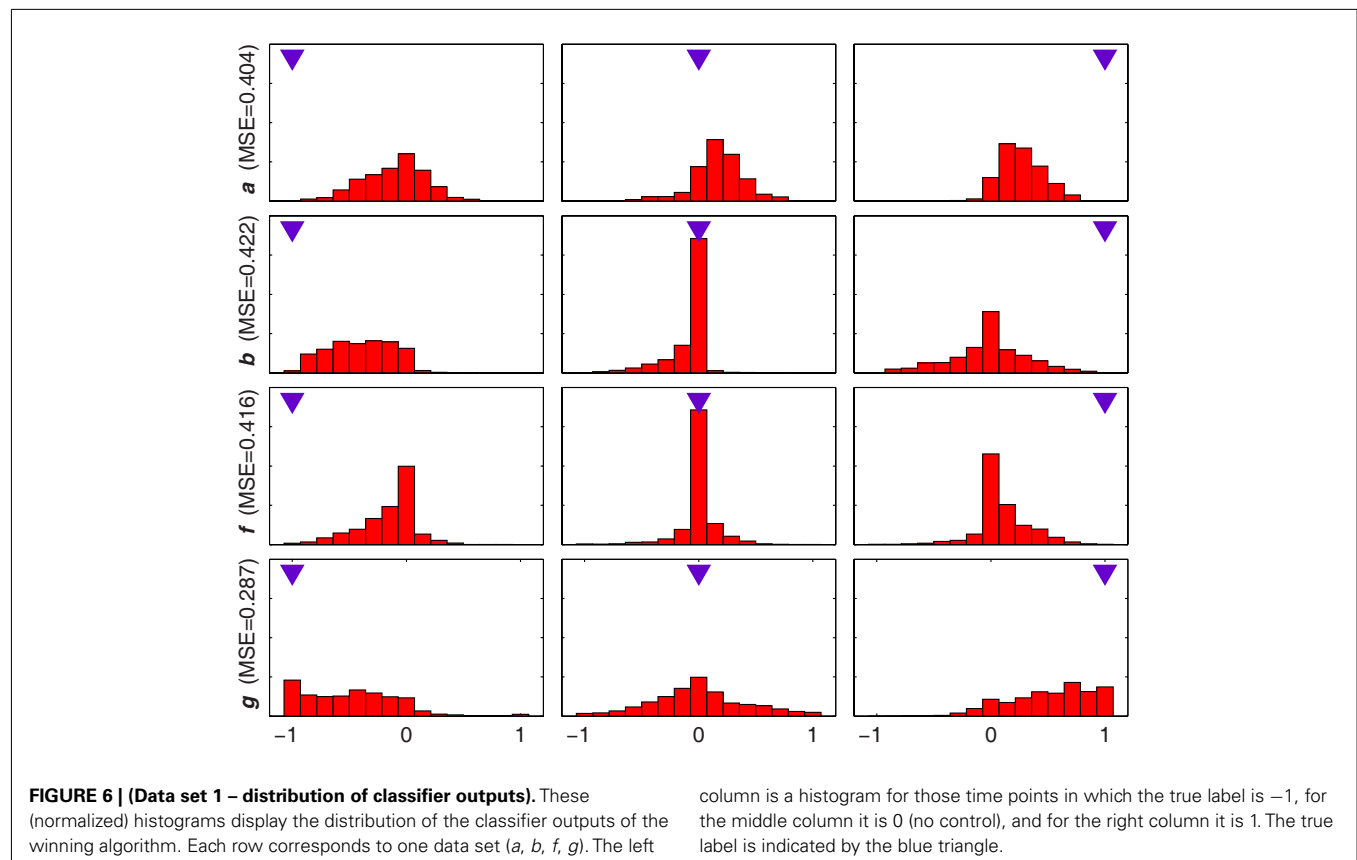 a (MSE=0.404)
b (MSE=0.422)
f (MSE=0.416)
g (MSE=0.287)
−1 0 1 −1 0 1 −1 0 1
FIGURE 6 | (Data set 1 – distribution of classifier outputs). These
(normalized) histograms display the distribution of the classifier outputs of the
winning algorithm. Each row corresponds to one data set (a, b, f, g). The left
column is a histogram for those time points in which the true label is −1, for
the middle column it is 0 (no control), and for the right column it is 1. The true
label is indicated by the blue triangle.